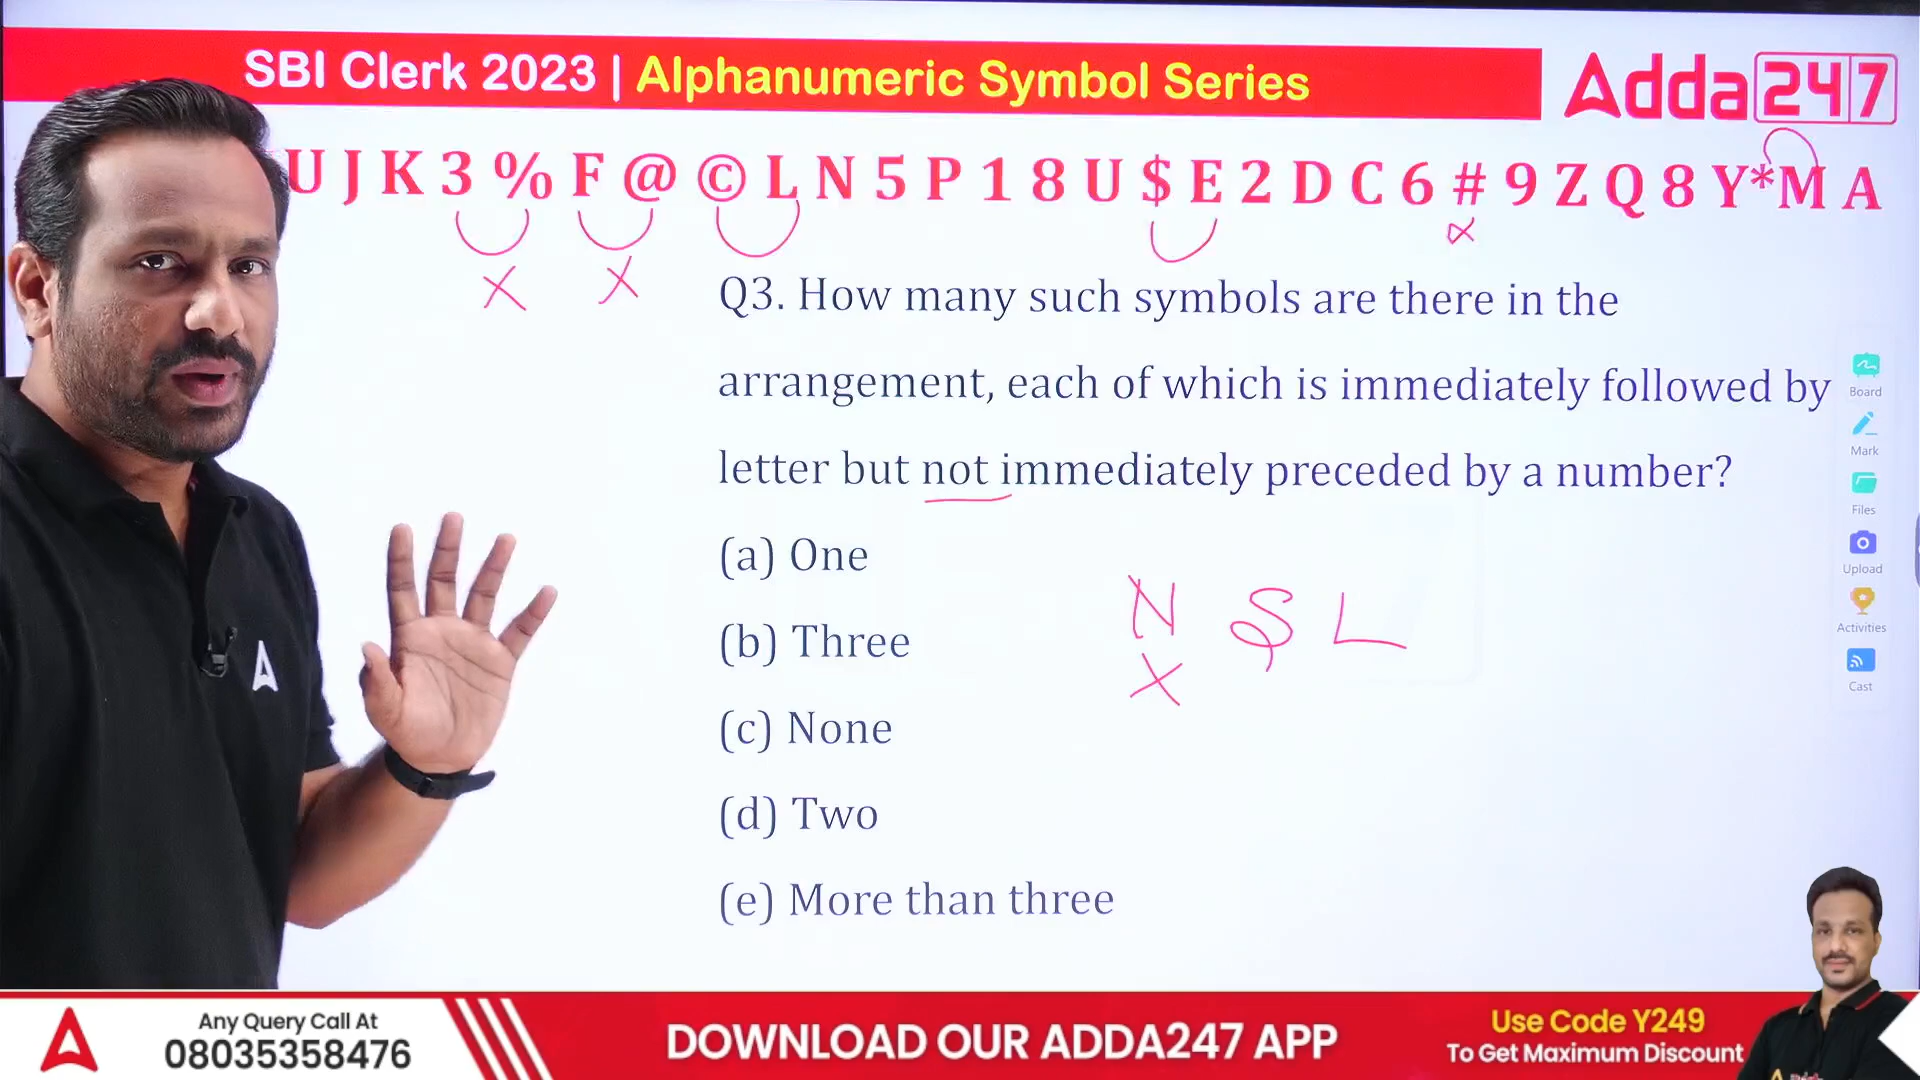 SBI Clerk 2023 | Alphanumeric Symbol Series
Adda247
U J K 3 % F @ © L N 5 P 1 8 U $ E 2 D C 6 # 9 Z Q 8 Y * M A
Q3. How many such symbols are there in the
arrangement, each of which is immediately followed by
letter but not immediately preceded by a number?
(a) One
(b) Three
(c) None
(d) Two
(e) More than three
N S L
X
Board
Mark
Files
Upload
Activities
Cast
Any Query Call At
08035358476
DOWNLOAD OUR ADDA247 APP
Use Code Y249
To Get Maximum Discount